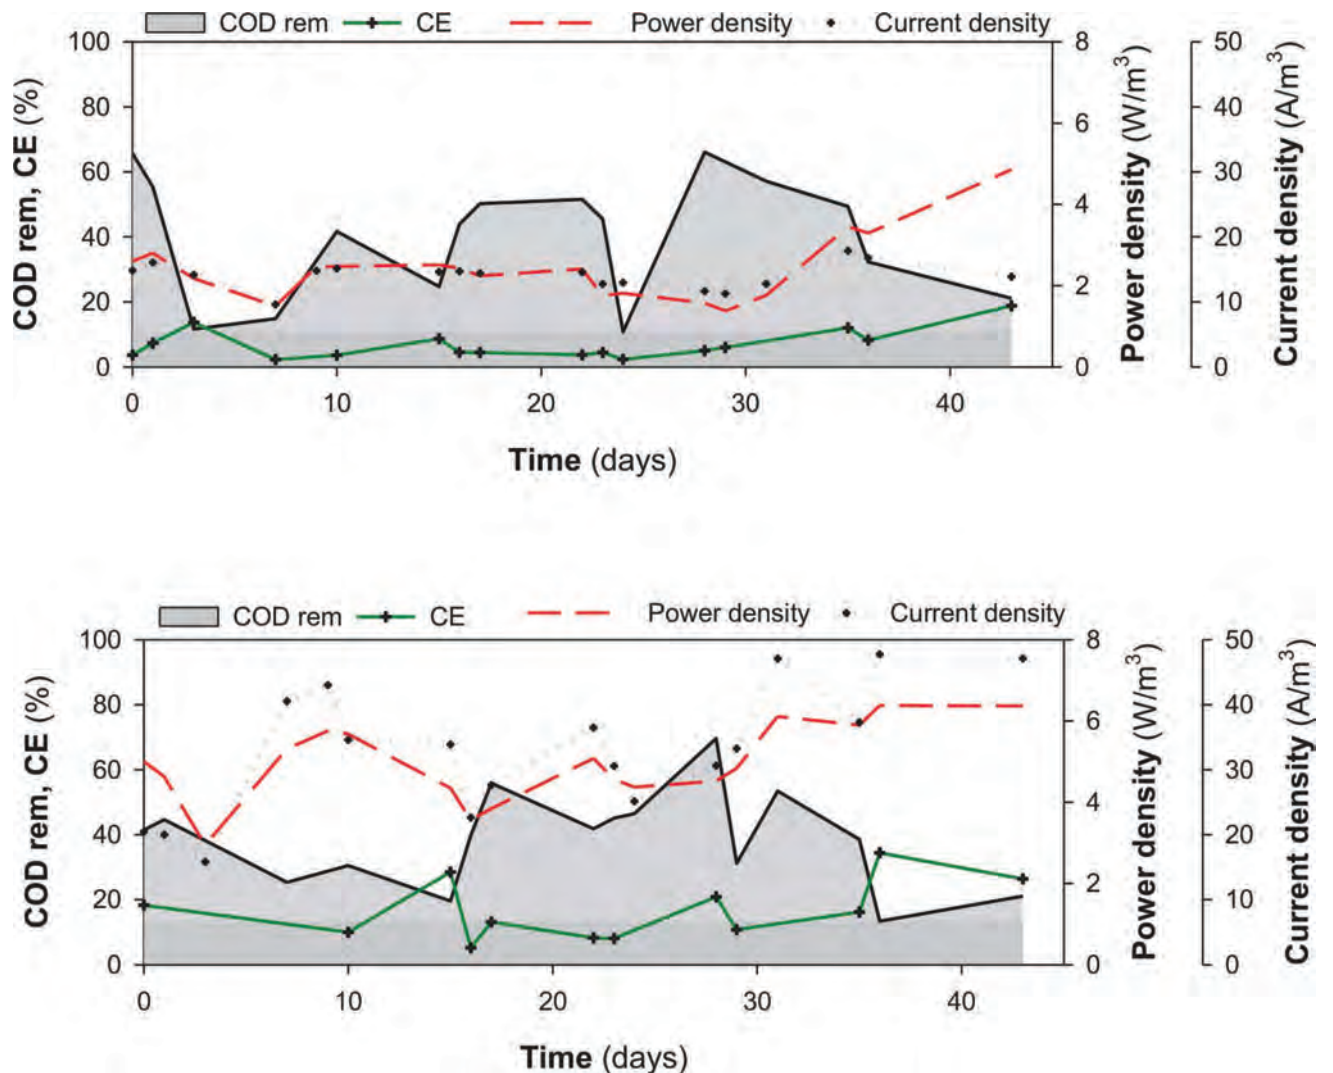 COD rem CE Power density Current density
100 8 50
80 40
6
60 30
4
40 20
2
20 10
0 0 0
0 10 20 30 40
COD rem, CE (%)
Power density (W/m³)
Current density (A/m³)
Time (days)
COD rem CE Power density Current density
100 8 50
80 40
6
60 30
4
40 20
2
20 10
0 0 0
0 10 20 30 40
COD rem, CE (%)
Power density (W/m³)
Current density (A/m³)
Time (days)